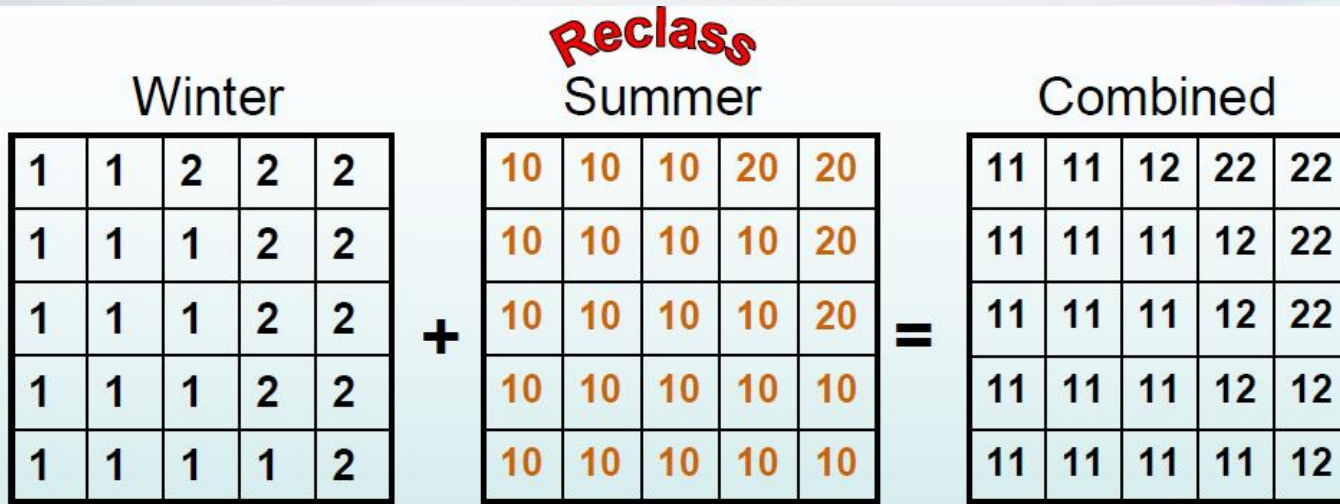 Reclass
Winter Summer Combined
1 1 2 2 2 10 10 10 20 20 11 11 12 22 22
1 1 1 2 2 10 10 10 10 20 11 11 11 12 22
1 1 1 2 2 + 10 10 10 10 20 = 11 11 11 12 22
1 1 1 2 2 10 10 10 10 10 11 11 11 12 12
1 1 1 1 2 10 10 10 10 10 11 11 11 11 12